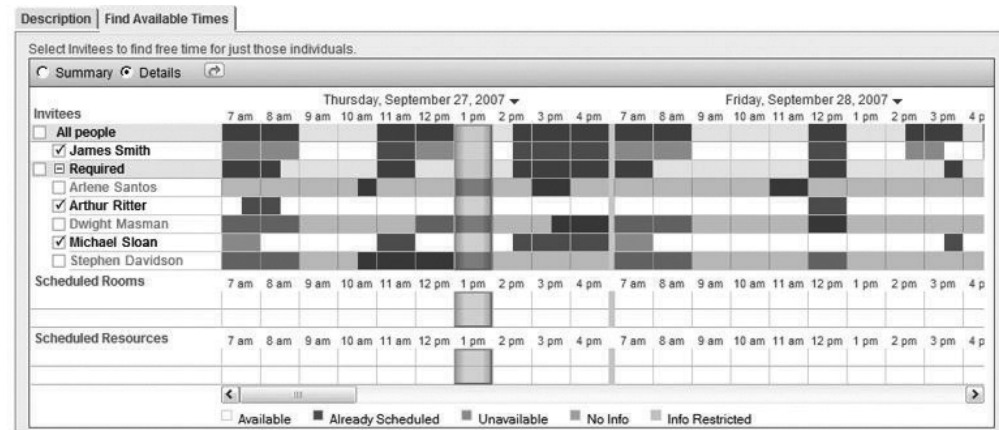 Description Find Available Times
Select Invitees to find free time for just those individuals.
Summary Details
Thursday, September 27, 2007 Friday, September 28, 2007
Invitees 7 am 8 am 9 am 10 am 11 am 12 pm 1 pm 2 pm 3 pm 4 pm 7 am 8 am 9 am 10 am 11 am 12 pm 1 pm 2 pm 3 pm 4 p
All people
James Smith
Required
Arlene Santos
Arthur Ritter
Dwight Masman
Michael Sloan
Stephen Davidson
Scheduled Rooms 7 am 8 am 9 am 10 am 11 am 12 pm 1 pm 2 pm 3 pm 4 pm 7 am 8 am 9 am 10 am 11 am 12 pm 1 pm 2 pm 3 pm 4 p
Scheduled Resources 7 am 8 am 9 am 10 am 11 am 12 pm 1 pm 2 pm 3 pm 4 pm 7 am 8 am 9 am 10 am 11 am 12 pm 1 pm 2 pm 3 pm 4 p
Available Already Scheduled Unavailable No Info Info Restricted